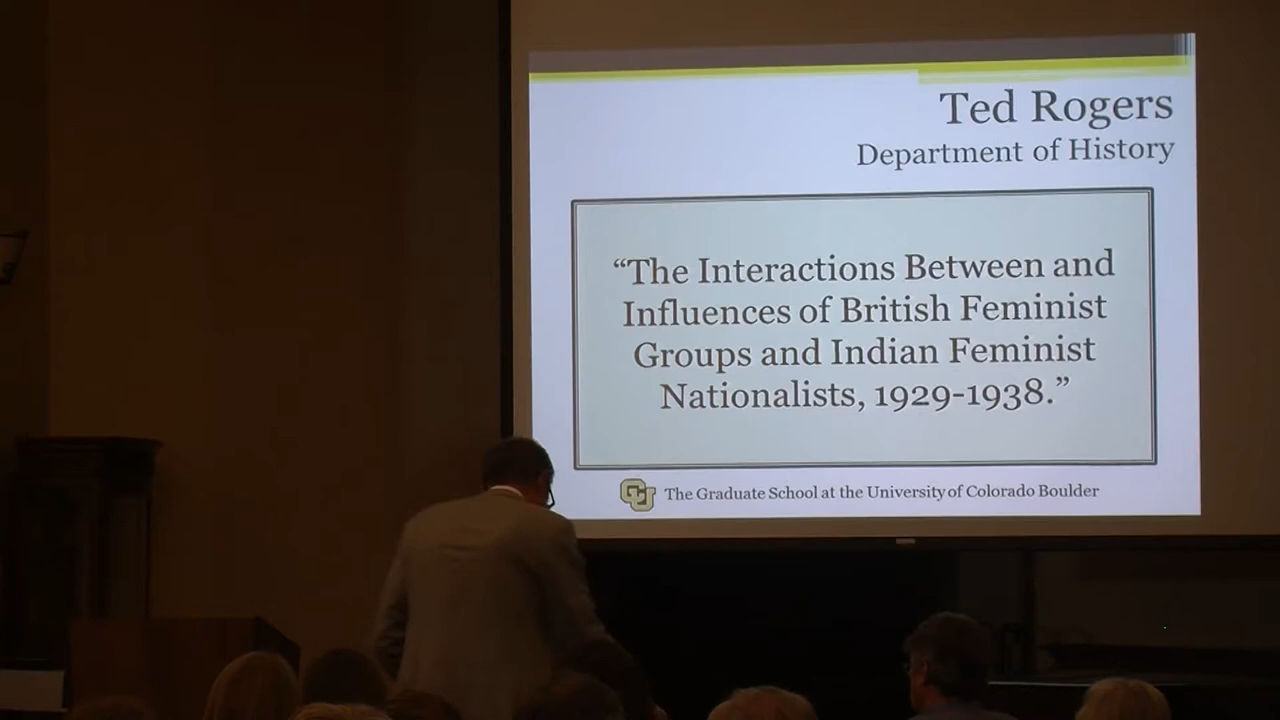 Ted Rogers
Department of History
“The Interactions Between and
Influences of British Feminist
Groups and Indian Feminist
Nationalists, 1929-1938.”
CU The Graduate School at the University of Colorado Boulder